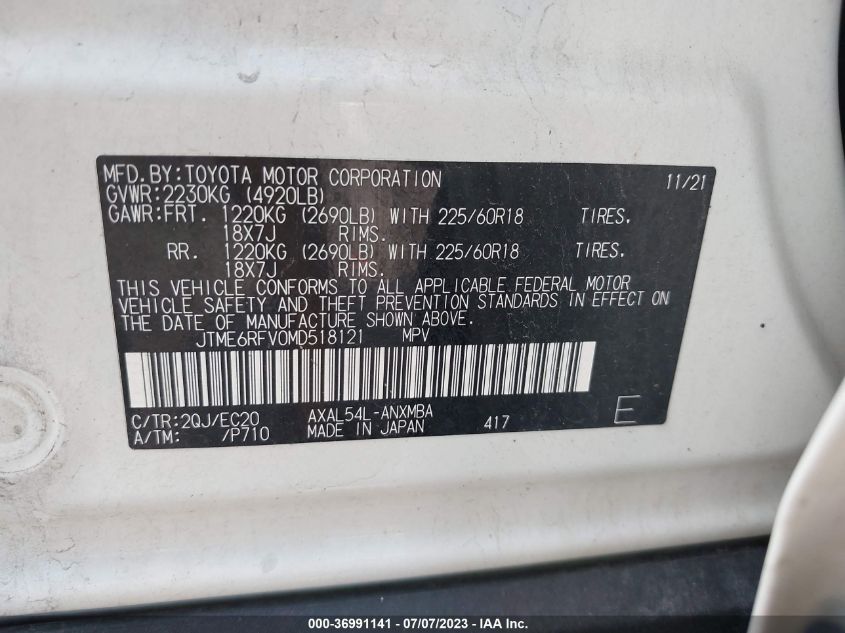 MFD.BY:TOYOTA MOTOR CORPORATION 11/21
GVWR:2230KG (4920LB)
GAWR:FRT. 1220KG (2690LB) WITH 225/60R18 TIRES.
18X7J RIMS.
RR. 1220KG (2690LB) WITH 225/60R18 TIRES.
18X7J RIMS.
THIS VEHICLE CONFORMS TO ALL APPLICABLE FEDERAL MOTOR
VEHICLE SAFETY AND THEFT PREVENTION STANDARDS IN EFFECT ON
THE DATE OF MANUFACTURE SHOWN ABOVE.
JTME6RFV0MD518121 MPV
C/TR:2QJ/EC20 AXAL54L-ANXMBA
A/TM: /P710 MADE IN JAPAN 417 E
000-36991141 - 07/07/2023 - IAA Inc.